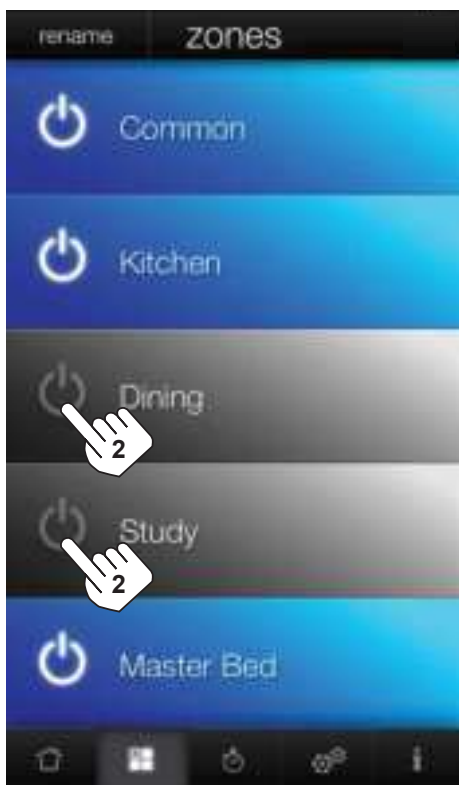 rename zones
Common
Kitchen
Dining
2
Study
2
Master Bed